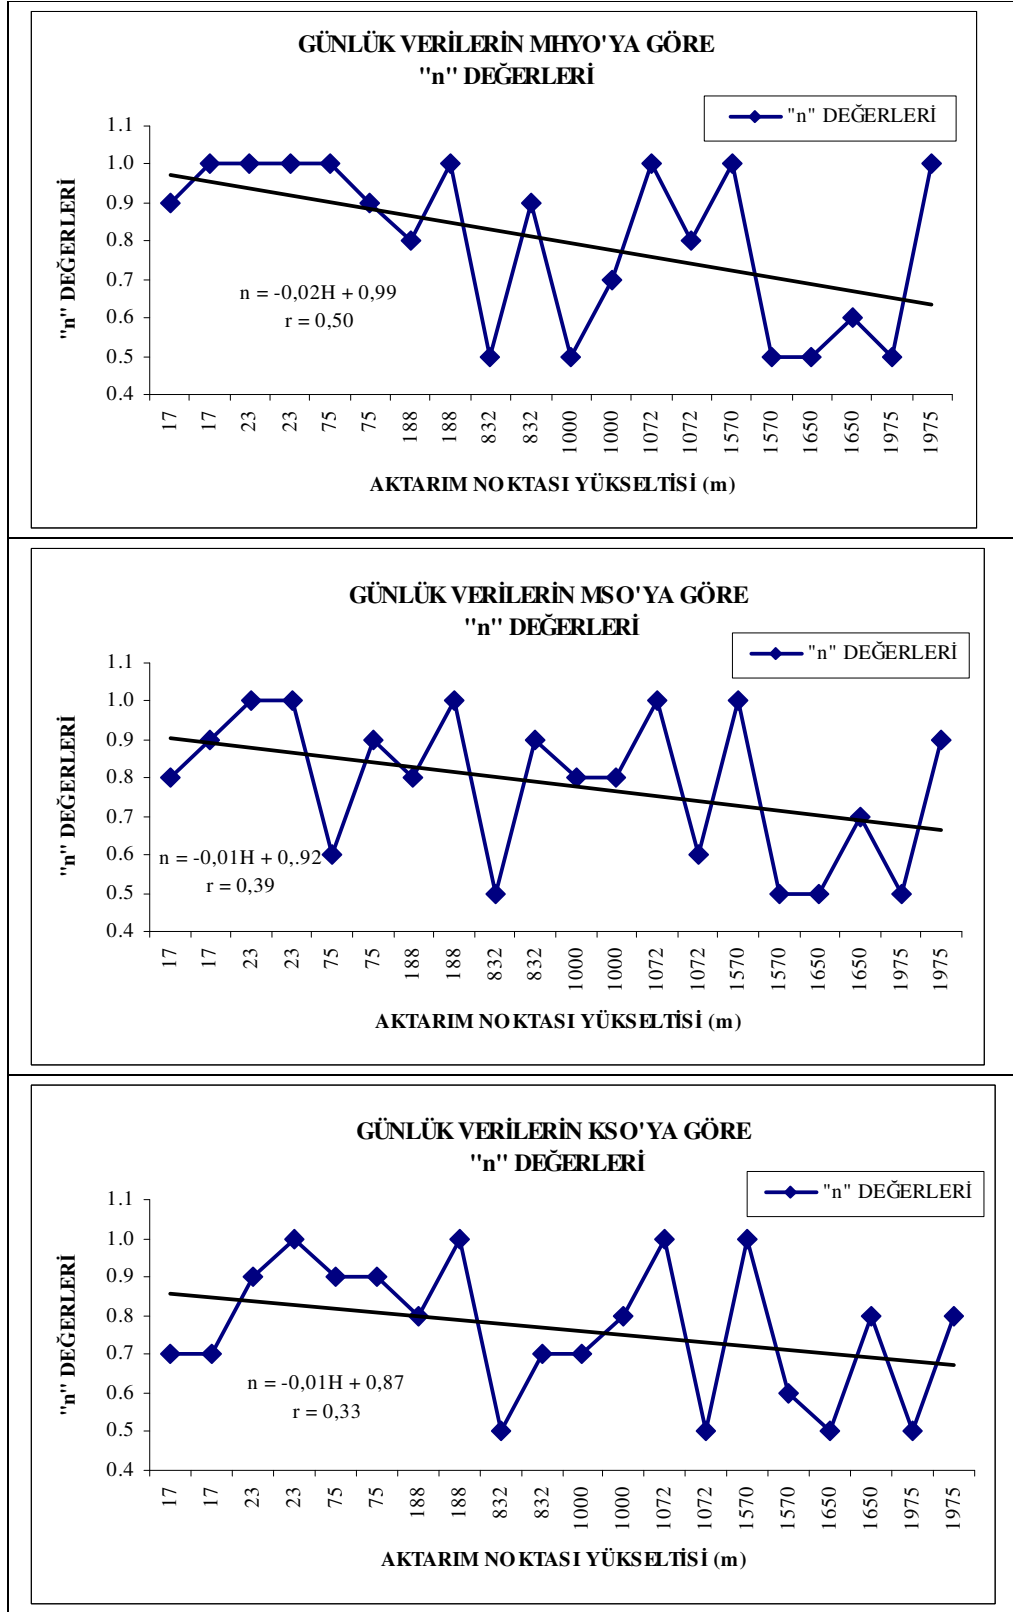 GÜNLÜK VERİLERİN MHYO'YA GÖRE
"n" DEĞERLERİ
"n" DEĞERLERİ
1.1
1.0
0.9
0.8
0.7
0.6
0.5
0.4
"n" DEĞERLERİ
n = -0,02H + 0,99
r = 0,50
17 17 23 23 75 75 188 188 832 832 1000 1000 1072 1072 1570 1570 1650 1650 1975 1975
AKTARIM NOKTASI YÜKSELTİSİ (m)
GÜNLÜK VERİLERİN MSO'YA GÖRE
"n" DEĞERLERİ
"n" DEĞERLERİ
1.1
1.0
0.9
0.8
0.7
0.6
0.5
0.4
"n" DEĞERLERİ
n = -0,01H + 0,.92
r = 0,39
17 17 23 23 75 75 188 188 832 832 1000 1000 1072 1072 1570 1570 1650 1650 1975 1975
AKTARIM NOKTASI YÜKSELTİSİ (m)
GÜNLÜK VERİLERİN KSO'YA GÖRE
"n" DEĞERLERİ
"n" DEĞERLERİ
1.1
1.0
0.9
0.8
0.7
0.6
0.5
0.4
"n" DEĞERLERİ
n = -0,01H + 0,87
r = 0,33
17 17 23 23 75 75 188 188 832 832 1000 1000 1072 1072 1570 1570 1650 1650 1975 1975
AKTARIM NOKTASI YÜKSELTİSİ (m)